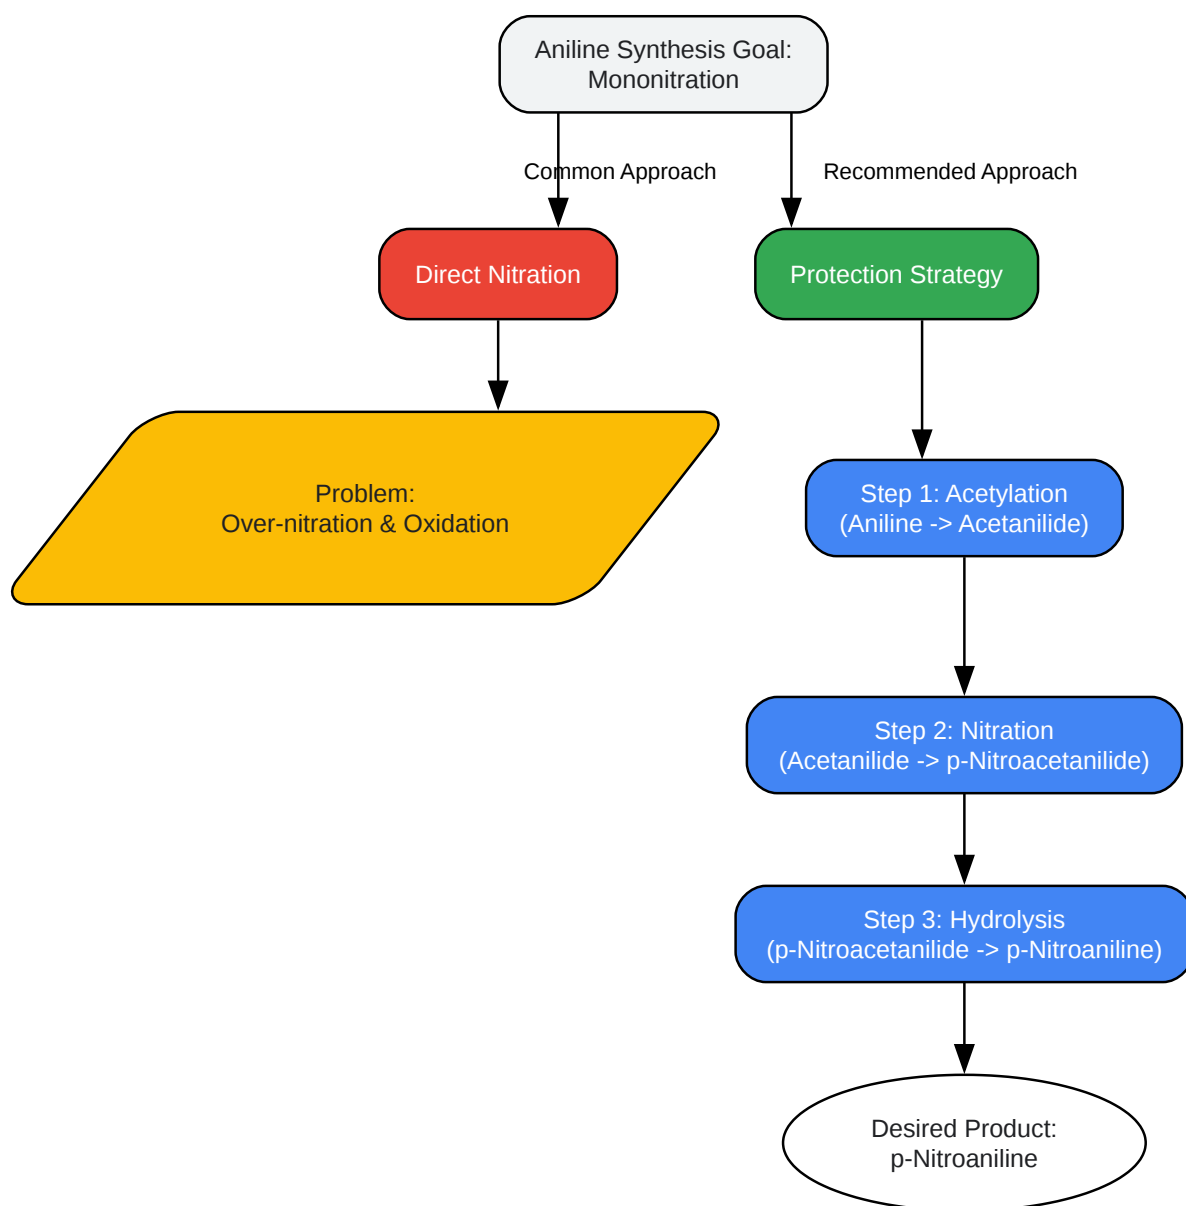 Aniline Synthesis Goal:
Mononitration
Common Approach
Recommended Approach
Direct Nitration
Protection Strategy
Problem:
Over-nitration & Oxidation
Step 1: Acetylation
(Aniline -> Acetanilide)
Step 2: Nitration
(Acetanilide -> p-Nitroacetanilide)
Step 3: Hydrolysis
(p-Nitroacetanilide -> p-Nitroaniline)
Desired Product:
p-Nitroaniline